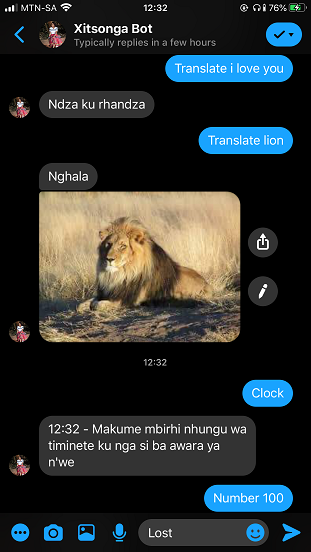 MTN-SA 12:32 76%
Xitsonga Bot
Typically replies in a few hours
Translate i love you
Ndza ku rhandza
Translate lion
Nghala
12:32
Clock
12:32 - Makume mbirhi nhungu wa
timinete ku nga si ba awara ya
n'we
Number 100
Lost